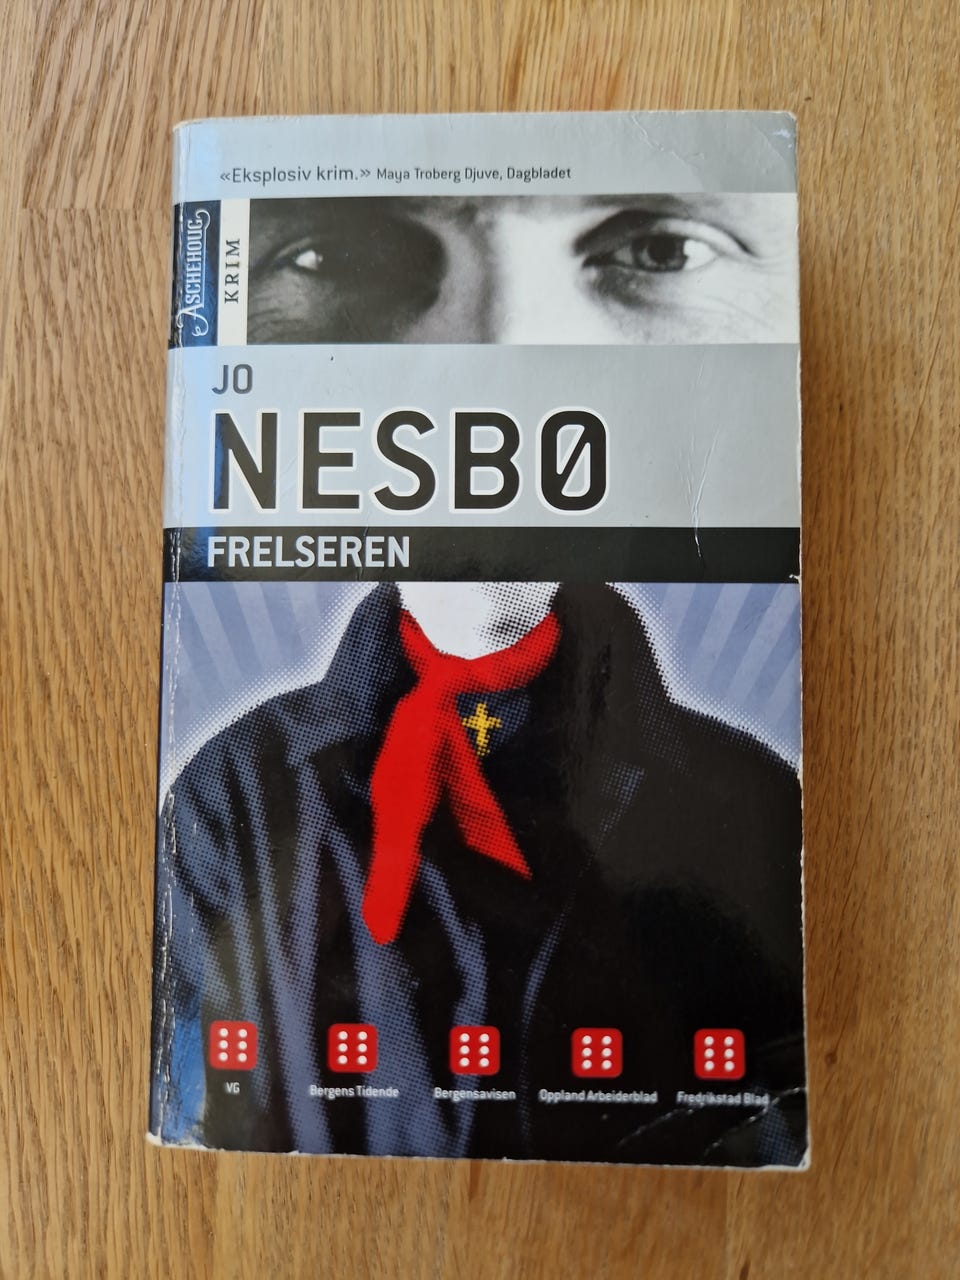 «Eksplosiv krim.» Maya Troberg Djuve, Dagbladet
ASCHEHOUG
KRIM
JO
NESBØ
FRELSEREN
VG
Bergens Tidende
Bergensavisen
Oppland Arbeiderblad
Fredrikstad Blad